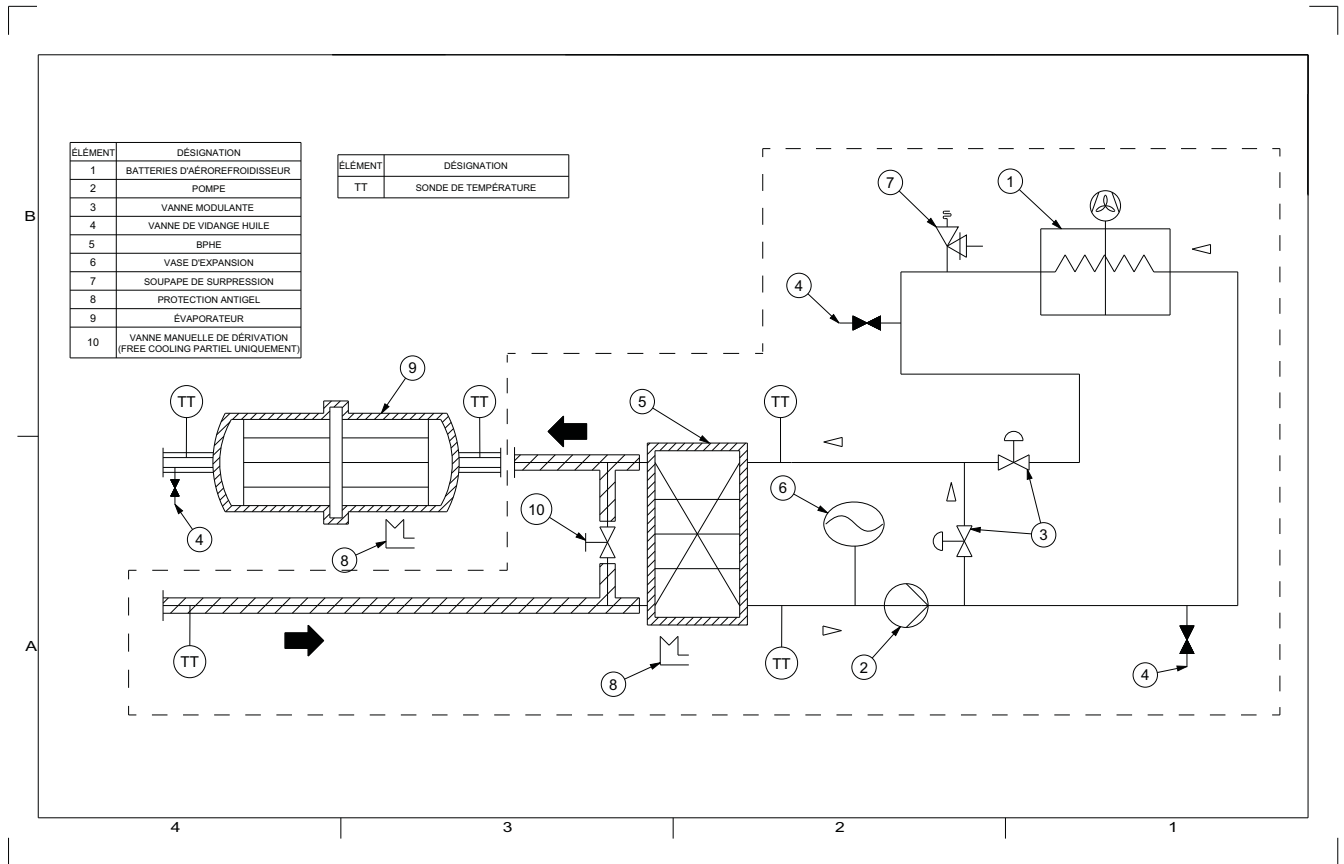 ÉLÉMENT DÉSIGNATION
1 BATTERIES D'AÉROREFROIDISSEUR
2 POMPE
3 VANNE MODULANTE
4 VANNE DE VIDANGE HUILE
5 BPHE
6 VASE D'EXPANSION
7 SOUPAPE DE SURPRESSION
8 PROTECTION ANTIGEL
9 ÉVAPORATEUR
10 VANNE MANUELLE DE DÉRIVATION
(FREE COOLING PARTIEL UNIQUEMENT)
ÉLÉMENT DÉSIGNATION
TT SONDE DE TEMPÉRATURE
B
7
1
4
9
TT
TT
5
TT
6
10
3
4
8
A
TT
8
TT
2
4
4
3
2
1